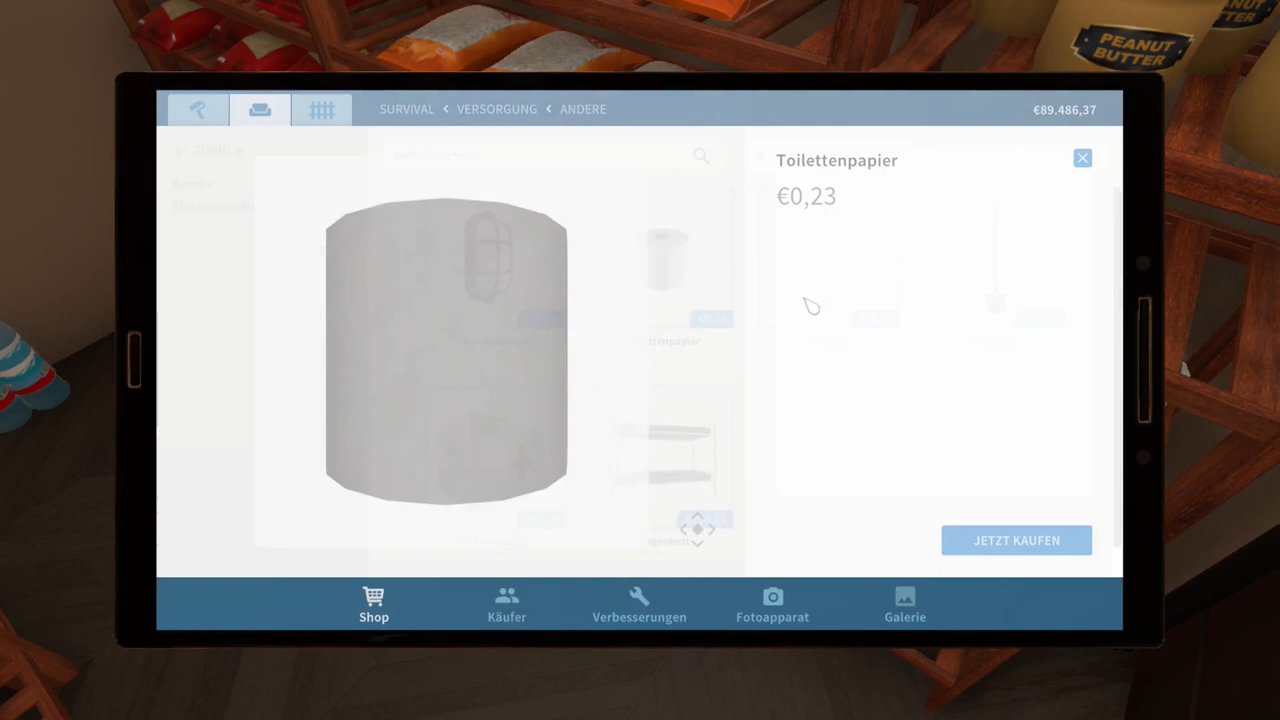 PEANUT
BUTTER
SURVIVAL < VERSORGUNG < ANDERE
€89.486,37
Toilettenpapier
€0,23
JETZT KAUFEN
Shop
Käufer
Verbesserungen
Fotoapparat
Galerie